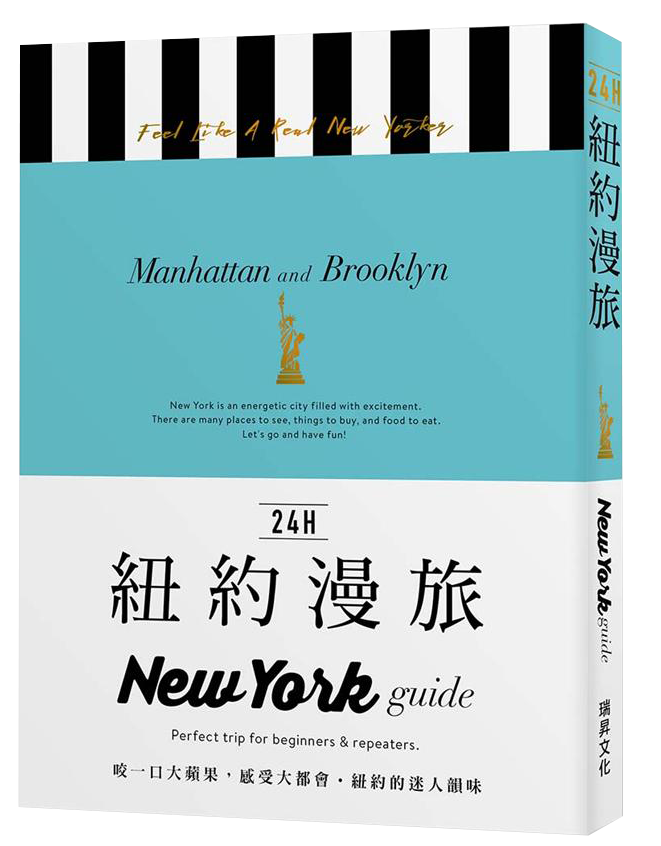 Feel Like A Real New Yorker
Manhattan and Brooklyn
New York is an energetic city filled with excitement.
There are many places to see, things to buy, and food to eat.
Let's go and have fun!
24H
紐約漫旅
New York guide
Perfect trip for beginners & repeaters.
咬一口大蘋果，感受大都會・紐約的迷人韻味
24H
紐約漫旅
New York guide
瑞昇文化